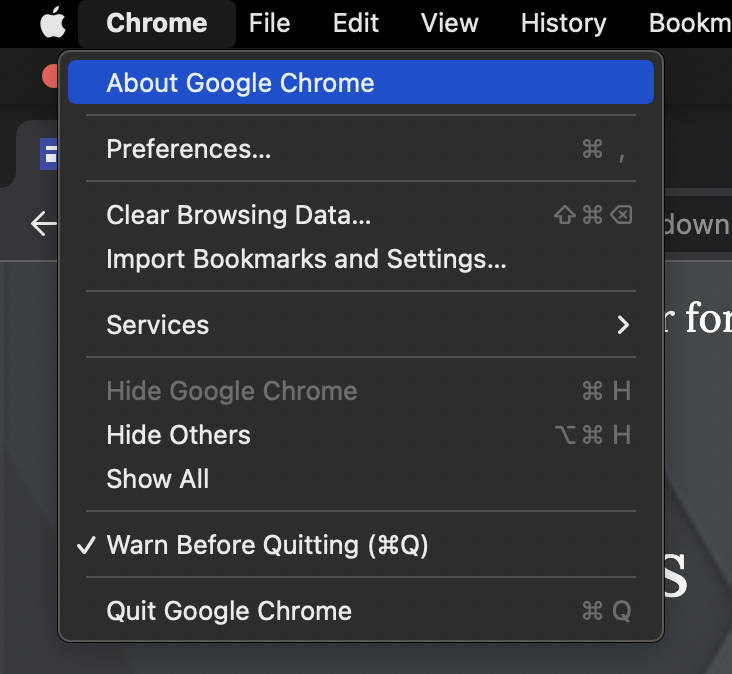 Chrome File Edit View History Bookm
About Google Chrome
Preferences... ⌘ ,
Clear Browsing Data... ⇧⌘⌫
down
Import Bookmarks and Settings...
Services
r for
Hide Google Chrome ⌘ H
Hide Others ⌥⌘ H
Show All
✓ Warn Before Quitting (⌘Q)
s
Quit Google Chrome ⌘ Q